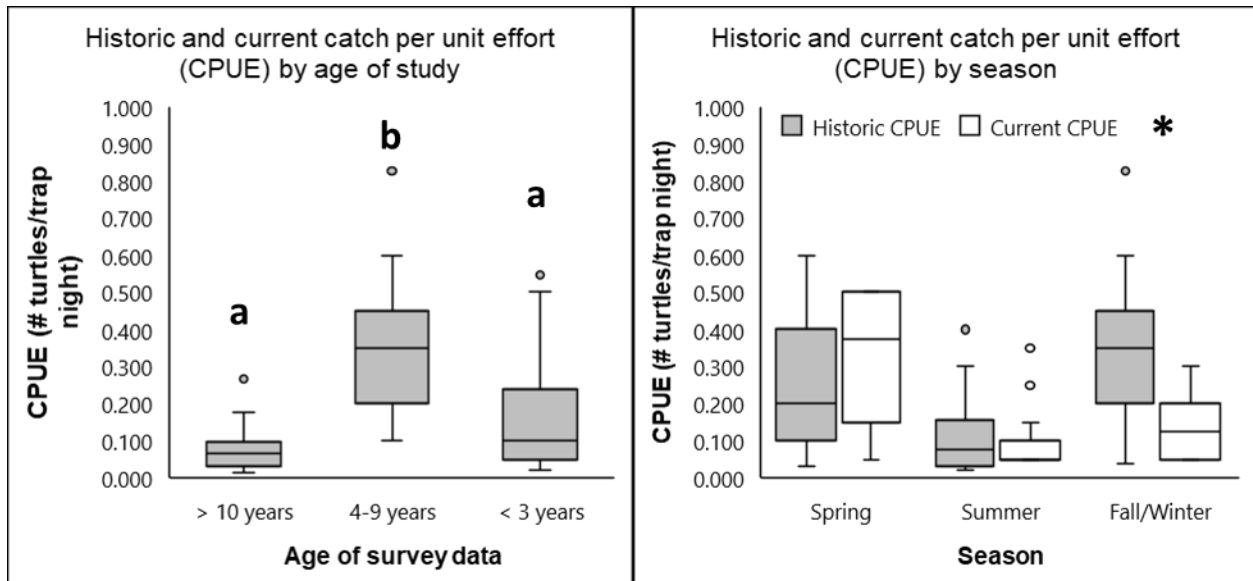 Historic and current catch per unit effort
(CPUE) by age of study
CPUE (# turtles/trap
night)
1.000
0.900
0.800
0.700
0.600
0.500
0.400
0.300
0.200
0.100
0.000
a
b
a
> 10 years
4-9 years
< 3 years
Age of survey data
Historic and current catch per unit effort
(CPUE) by season
CPUE (# turtles/trap night)
1.000
0.900
0.800
0.700
0.600
0.500
0.400
0.300
0.200
0.100
0.000
Historic CPUE
Current CPUE
*
Spring
Summer
Fall/Winter
Season